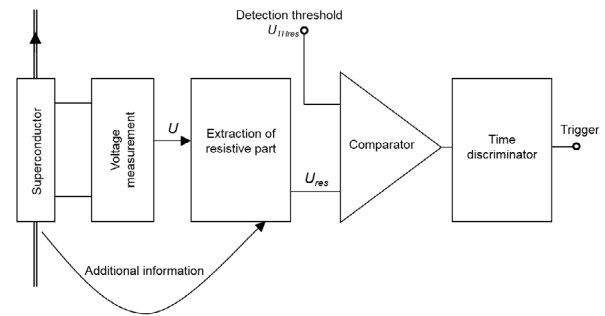 Detection threshold
U_THres
Superconductor
Voltage
measurement
U
Extraction of
resistive part
U_res
Comparator
Time
discriminator
Trigger
Additional information